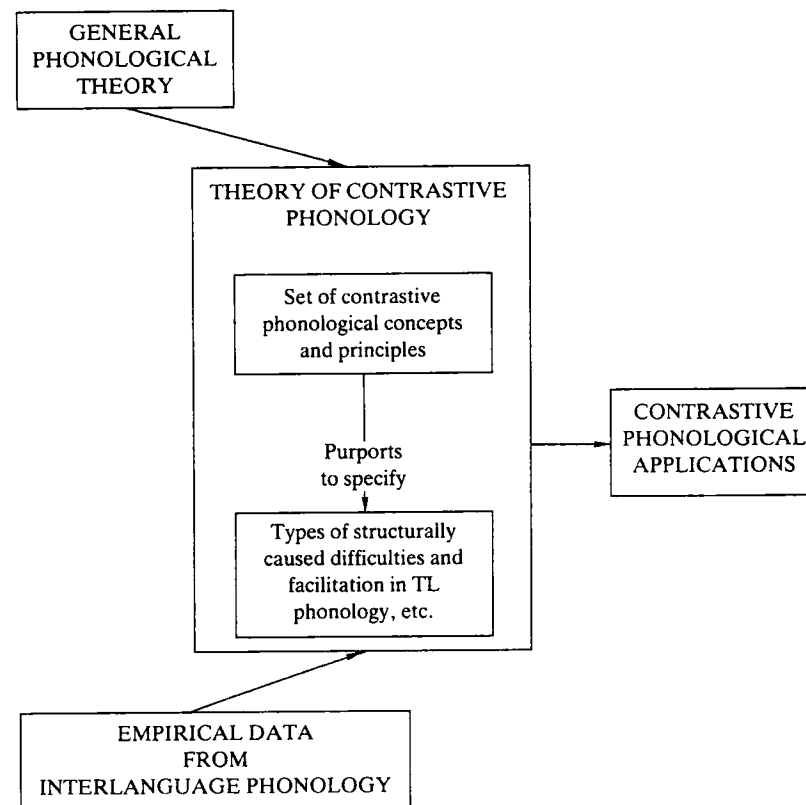 GENERAL
PHONOLOGICAL
THEORY
THEORY OF CONTRASTIVE
PHONOLOGY
Set of contrastive
phonological concepts
and principles
Purports
to specify
Types of structurally
caused difficulties and
facilitation in TL
phonology, etc.
CONTRASTIVE
PHONOLOGICAL
APPLICATIONS
EMPIRICAL DATA
FROM
INTERLANGUAGE PHONOLOGY